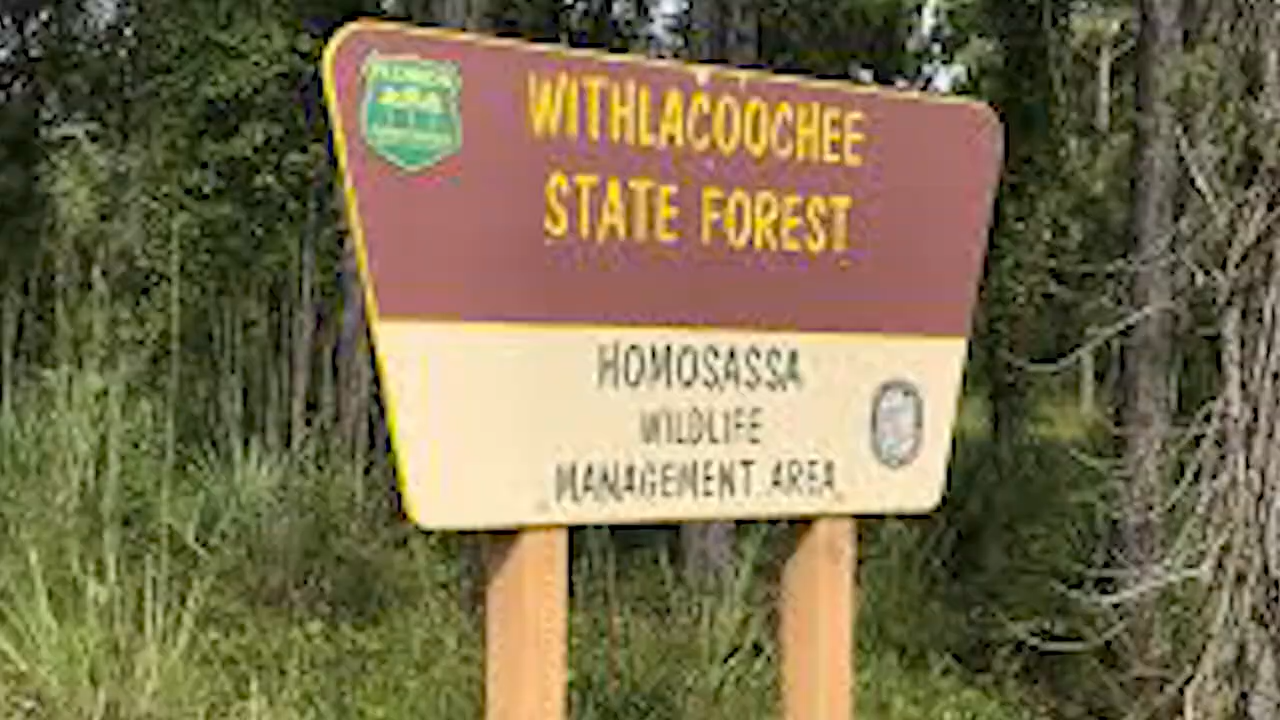 WITHLACOOCHEE
STATE FOREST
HOMOSASSA
WILDLIFE
MANAGEMENT AREA